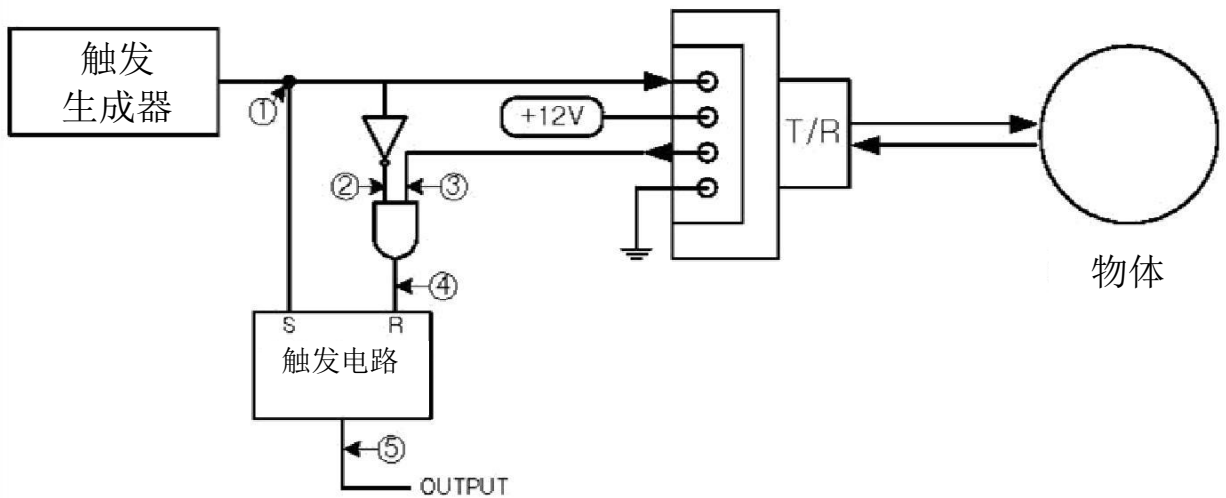 触发
生成器
①
+12V
T/R
②
③
物体
④
S
R
触发电路
⑤
OUTPUT